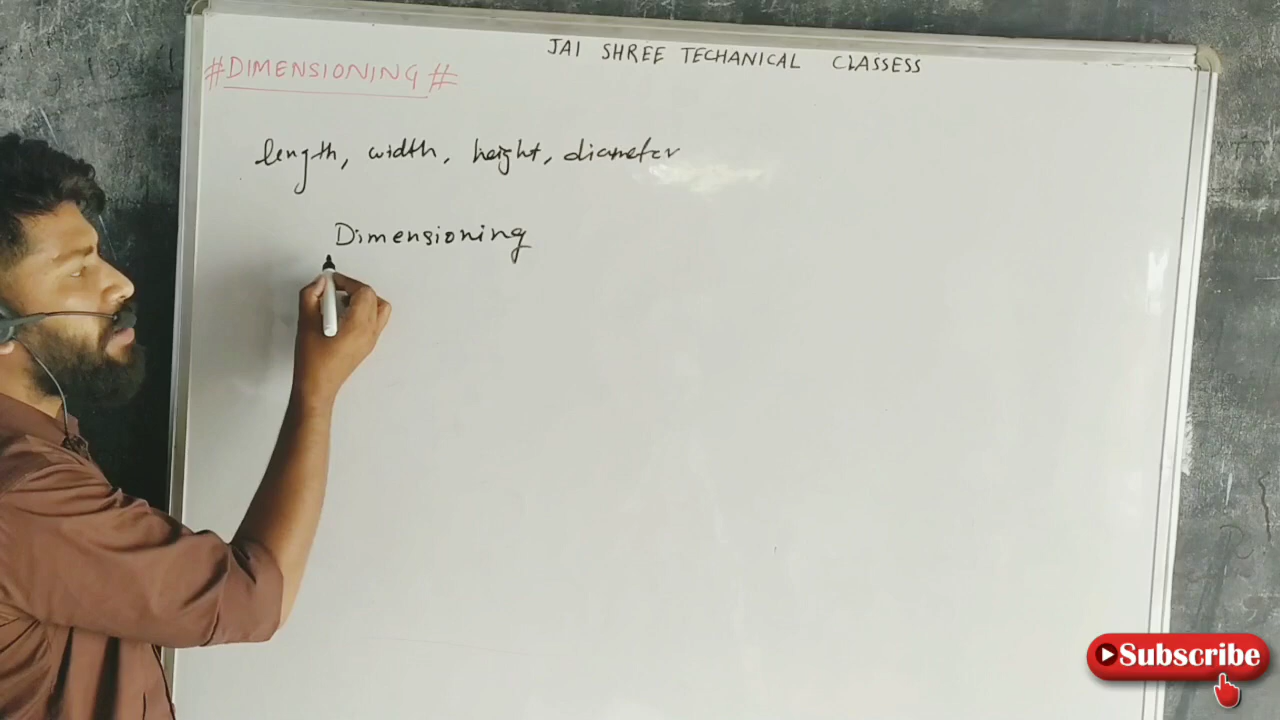 JAI SHREE TECHANICAL CLASSESS
#DIMENSIONING#
length, width, height, diameter
Dimensioning
Subscribe